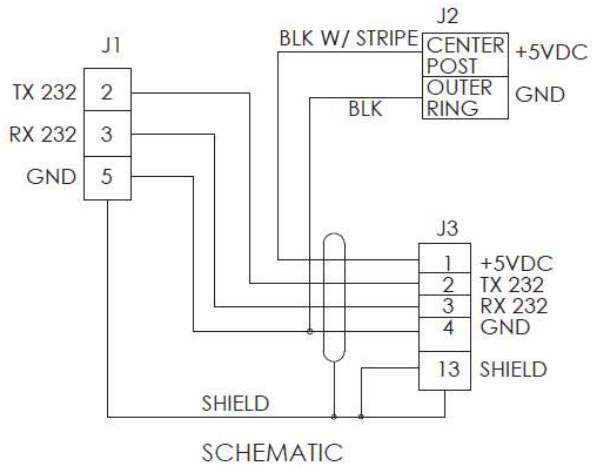 J2
BLK W/ STRIPE
CENTER POST
+5VDC
OUTER RING
GND
BLK
J1
TX 232
2
RX 232
3
GND
5
J3
1
+5VDC
2
TX 232
3
RX 232
4
GND
13
SHIELD
SHIELD
SCHEMATIC